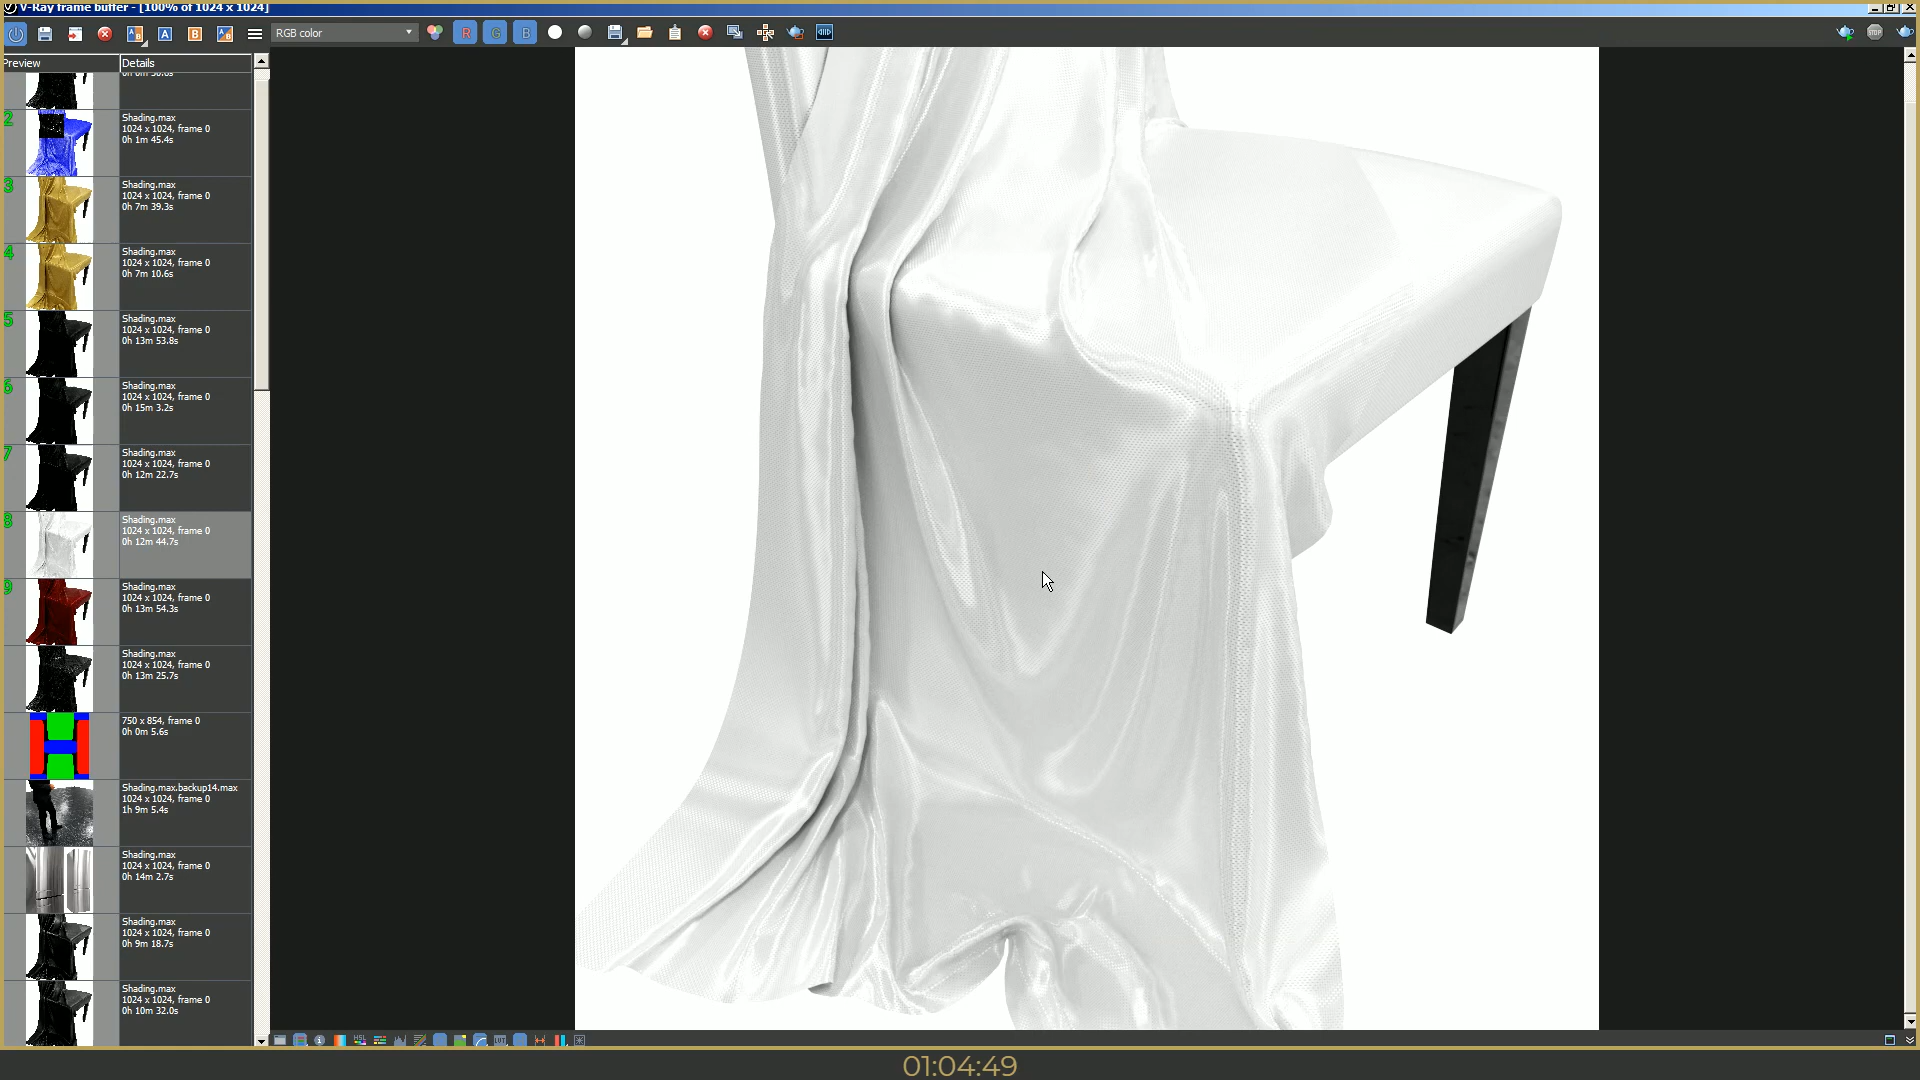 V-Ray frame buffer - [100% of 1024 x 1024]
RGB color
R
G
B
Preview
Details
2
Shading.max
1024 x 1024, frame 0
0h 1m 45.4s
3
Shading.max
1024 x 1024, frame 0
0h 7m 39.3s
4
Shading.max
1024 x 1024, frame 0
0h 7m 10.6s
5
Shading.max
1024 x 1024, frame 0
0h 13m 53.8s
6
Shading.max
1024 x 1024, frame 0
0h 15m 3.2s
7
Shading.max
1024 x 1024, frame 0
0h 12m 22.7s
8
Shading.max
1024 x 1024, frame 0
0h 12m 44.7s
9
Shading.max
1024 x 1024, frame 0
0h 13m 54.3s
Shading.max
1024 x 1024, frame 0
0h 13m 25.7s
750 x 854, frame 0
0h 0m 5.6s
Shading.max.backup14.max
1024 x 1024, frame 0
1h 9m 5.4s
Shading.max
1024 x 1024, frame 0
0h 14m 2.7s
Shading.max
1024 x 1024, frame 0
0h 9m 18.7s
Shading.max
1024 x 1024, frame 0
0h 10m 32.0s
01:04:49